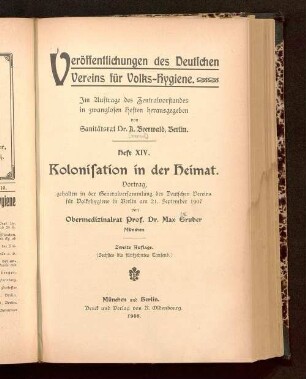 Veröffentlichungen des Deutschen
Vereins für Volks-Hygiene.
Im Auftrage des Zentralvorstandes
in zwanglosen Heften herausgegeben
von
Sanitätsrat Dr. K. Beerwald, Berlin.
Heft XIV.
Kolonisation in der Heimat.
Vortrag,
gehalten in der Generalversammlung des Deutschen Vereins
für Volkshygiene in Berlin am 21. September 1907
von
Obermedizinalrat Prof. Dr. Max Gruber
München
Zweite Auflage.
München und Berlin.
Druck und Verlag von R. Oldenbourg.
1908.